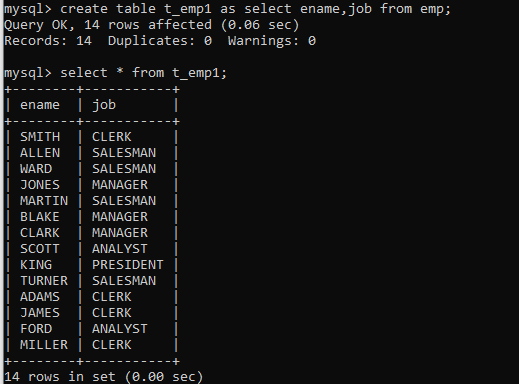 mysql> create table t_emp1 as select ename,job from emp;
Query OK, 14 rows affected (0.06 sec)
Records: 14  Duplicates: 0  Warnings: 0

mysql> select * from t_emp1;
+--------+-----------+
| ename  | job       |
+--------+-----------+
| SMITH  | CLERK     |
| ALLEN  | SALESMAN  |
| WARD   | SALESMAN  |
| JONES  | MANAGER   |
| MARTIN | SALESMAN  |
| BLAKE  | MANAGER   |
| CLARK  | MANAGER   |
| SCOTT  | ANALYST   |
| KING   | PRESIDENT |
| TURNER | SALESMAN  |
| ADAMS  | CLERK     |
| JAMES  | CLERK     |
| FORD   | ANALYST   |
| MILLER | CLERK     |
+--------+-----------+
14 rows in set (0.00 sec)